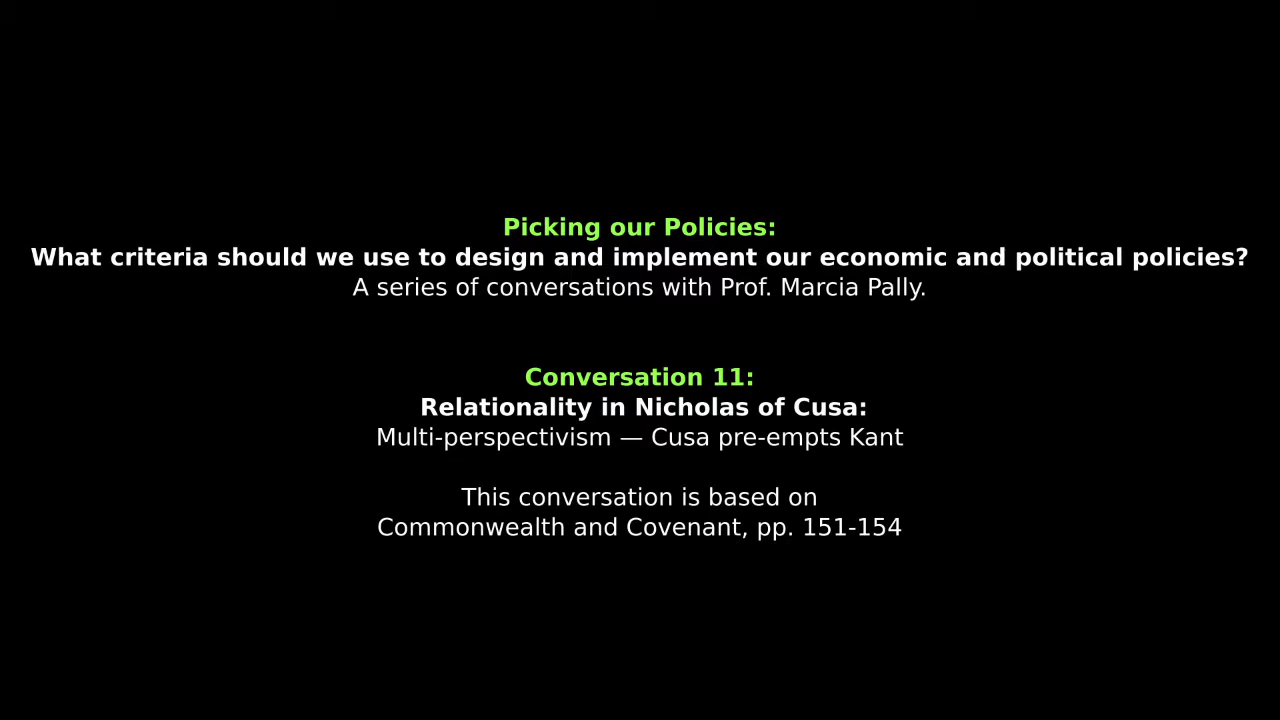 Picking our Policies:
What criteria should we use to design and implement our economic and political policies?
A series of conversations with Prof. Marcia Pally.
Conversation 11:
Relationality in Nicholas of Cusa:
Multi-perspectivism — Cusa pre-empts Kant
This conversation is based on
Commonwealth and Covenant, pp. 151-154